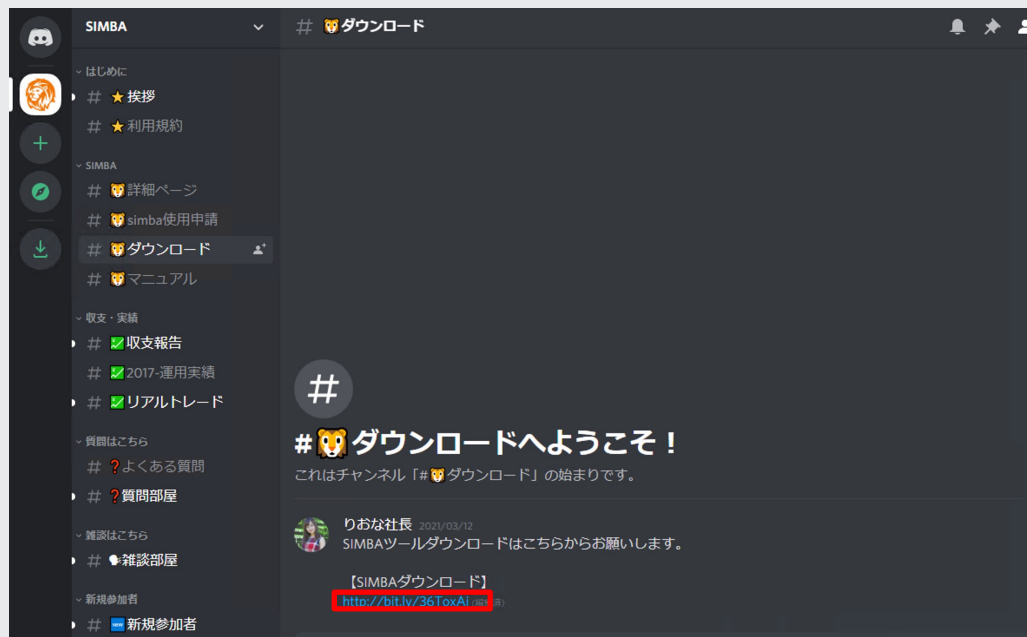 SIMBA
# 🦁ダウンロード
はじめに
# ⭐挨拶
# ⭐利用規約
SIMBA
# 🦁詳細ページ
# 🦁simba使用申請
# 🦁ダウンロード
# 🦁マニュアル
収支・実績
# 💹収支報告
# 💹2017-運用実績
# 💹リアルトレード
質問はこちら
# ❓よくある質問
# ❓質問部屋
雑談はこちら
# 🗣雑談部屋
新規参加者
# 🆕新規参加者
#
#🦁ダウンロードへようこそ！
これはチャンネル「#🦁ダウンロード」の始まりです。
りおな社長 2021/03/12
SIMBAツールダウンロードはこちらからお願いします。
【SIMBAダウンロード】
http://bit.ly/36ToxAi (編集済)